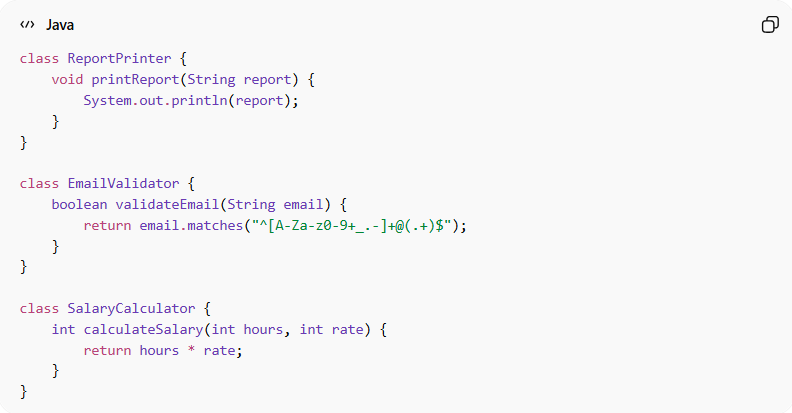 Java
class ReportPrinter {
    void printReport(String report) {
        System.out.println(report);
    }
}

class EmailValidator {
    boolean validateEmail(String email) {
        return email.matches("^[A-Za-z0-9+_.-]+@(.+)$");
    }
}

class SalaryCalculator {
    int calculateSalary(int hours, int rate) {
        return hours * rate;
    }
}